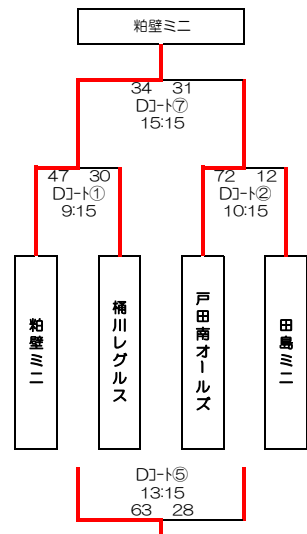 粕壁ミニ
34 31
Dコート⑦
15:15
47 30
Dコート①
9:15
72 12
Dコート②
10:15
粕壁ミニ
桶川レグルス
戸田南オールズ
田島ミニ
Dコート⑤
13:15
63 28